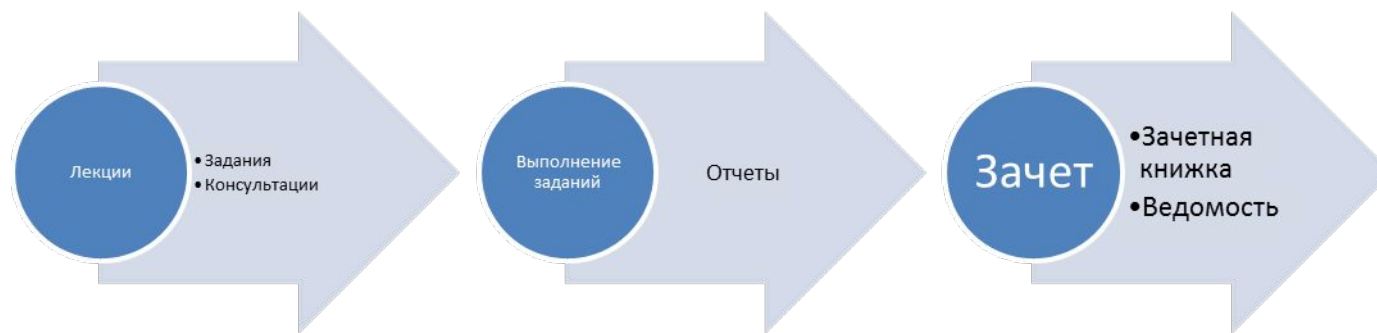 Лекции
• Задания
• Консультации
Выполнение
заданий
Отчеты
Зачет
•Зачетная
книжка
•Ведомость